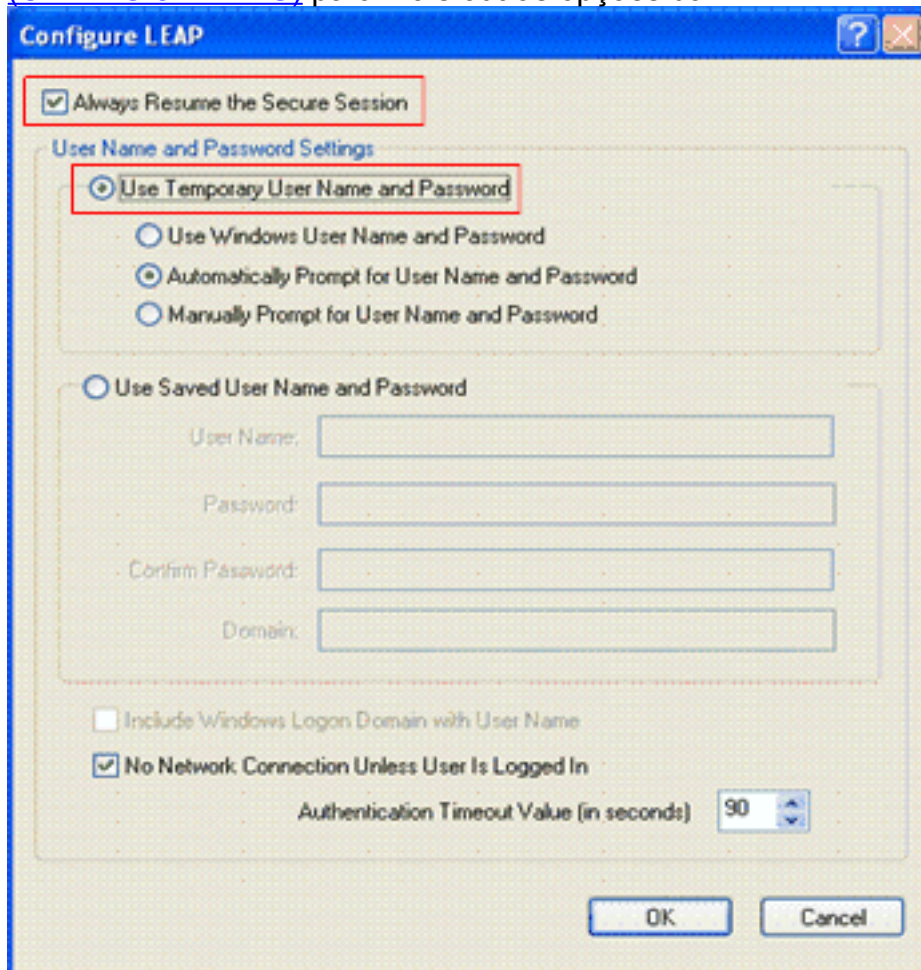 Configure LEAP
Always Resume the Secure Session
User Name and Password Settings
Use Temporary User Name and Password
Use Windows User Name and Password
Automatically Prompt for User Name and Password
Manually Prompt for User Name and Password
Use Saved User Name and Password
User Name:
Password:
Confirm Password:
Domain:
Include Windows Logon Domain with User Name
No Network Connection Unless User Is Logged In
Authentication Timeout Value (in seconds) 90
OK Cancel